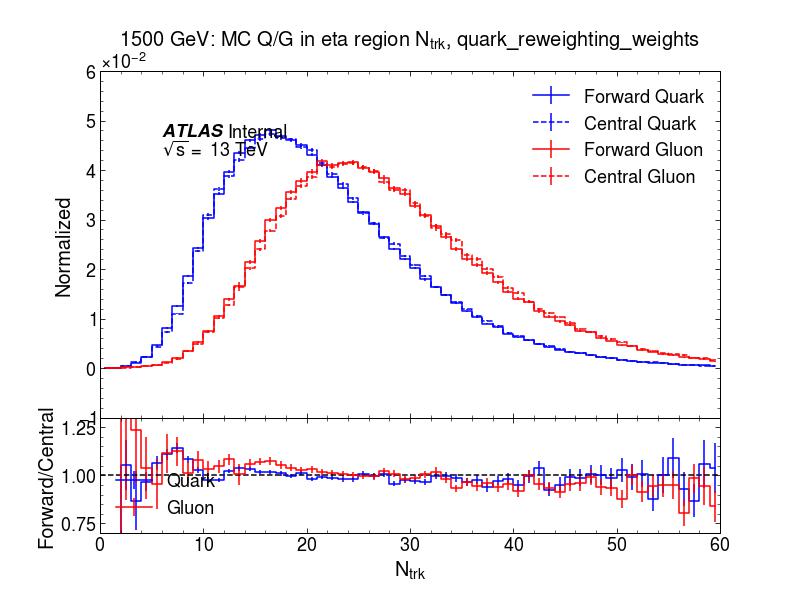 1500 GeV: MC Q/G in eta region Ntrk, quark_reweighting_weights
×10−2
6
5
4
3
2
1
0
−1
Normalized
ATLAS Internal
√s = 13 TeV
Forward Quark
Central Quark
Forward Gluon
Central Gluon
1.25
1.00
0.75
Forward/Central
Quark
Gluon
0 10 20 30 40 50 60
Ntrk